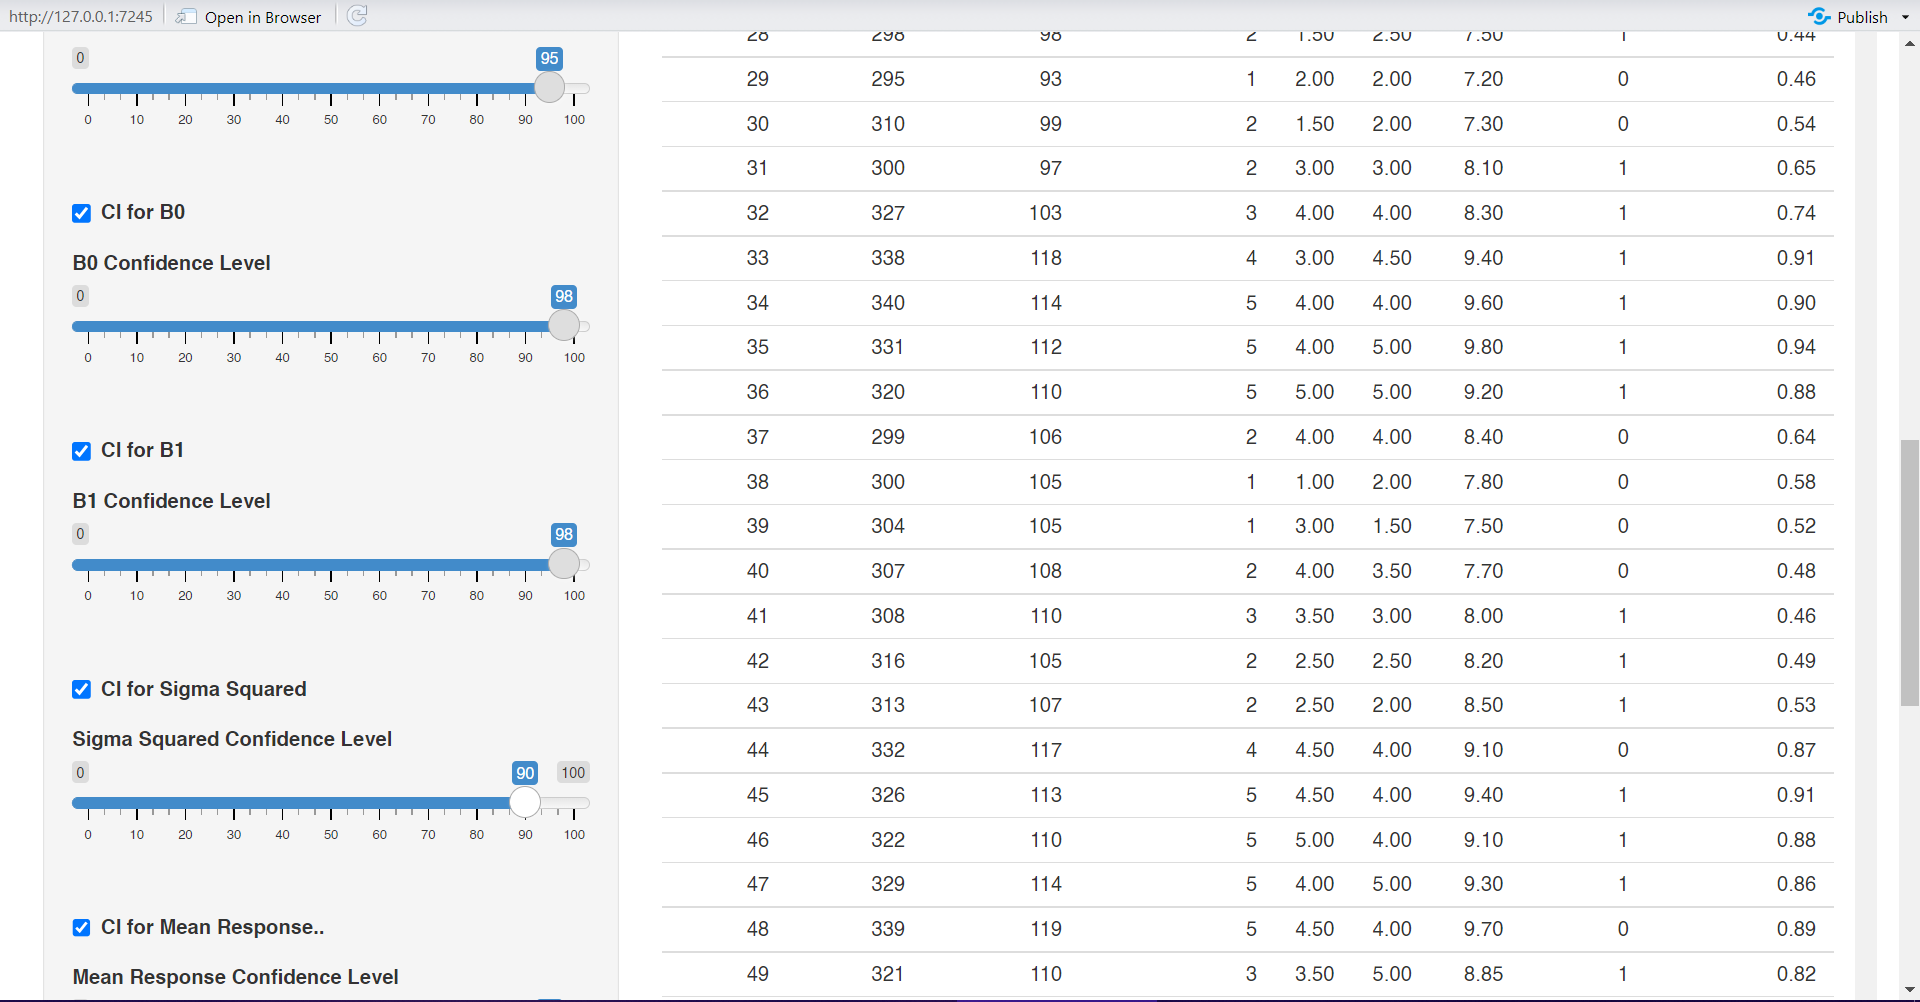 http://127.0.0.1:7245 Open in Browser Publish
0 95
0 10 20 30 40 50 60 70 80 90 100
CI for B0
B0 Confidence Level
0 98
0 10 20 30 40 50 60 70 80 90 100
CI for B1
B1 Confidence Level
0 98
0 10 20 30 40 50 60 70 80 90 100
CI for Sigma Squared
Sigma Squared Confidence Level
0 90 100
0 10 20 30 40 50 60 70 80 90 100
CI for Mean Response..
Mean Response Confidence Level
28 298 98 2 1.50 2.50 7.50 1 0.44
29 295 93 1 2.00 2.00 7.20 0 0.46
30 310 99 2 1.50 2.00 7.30 0 0.54
31 300 97 2 3.00 3.00 8.10 1 0.65
32 327 103 3 4.00 4.00 8.30 1 0.74
33 338 118 4 3.00 4.50 9.40 1 0.91
34 340 114 5 4.00 4.00 9.60 1 0.90
35 331 112 5 4.00 5.00 9.80 1 0.94
36 320 110 5 5.00 5.00 9.20 1 0.88
37 299 106 2 4.00 4.00 8.40 0 0.64
38 300 105 1 1.00 2.00 7.80 0 0.58
39 304 105 1 3.00 1.50 7.50 0 0.52
40 307 108 2 4.00 3.50 7.70 0 0.48
41 308 110 3 3.50 3.00 8.00 1 0.46
42 316 105 2 2.50 2.50 8.20 1 0.49
43 313 107 2 2.50 2.00 8.50 1 0.53
44 332 117 4 4.50 4.00 9.10 0 0.87
45 326 113 5 4.50 4.00 9.40 1 0.91
46 322 110 5 5.00 4.00 9.10 1 0.88
47 329 114 5 4.00 5.00 9.30 1 0.86
48 339 119 5 4.50 4.00 9.70 0 0.89
49 321 110 3 3.50 5.00 8.85 1 0.82